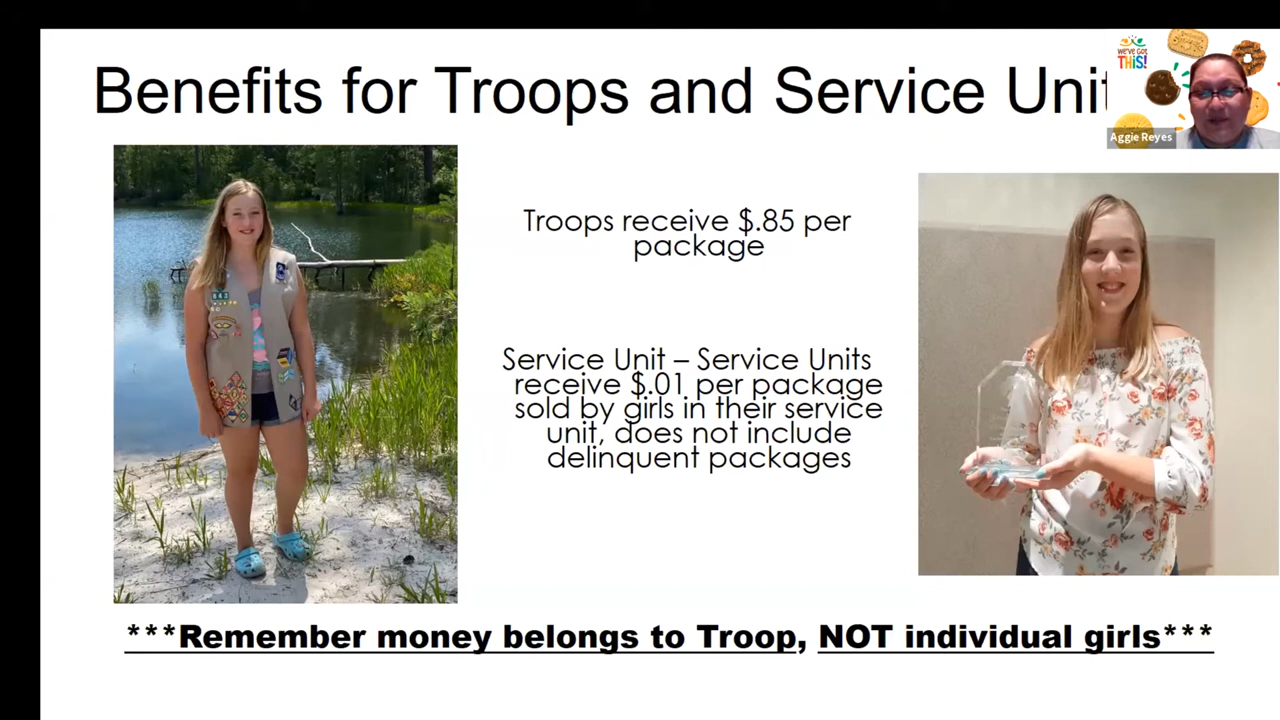 Benefits for Troops and Service Unit
WE'VE GOT
THIS!
Aggie Reyes
Troops receive $.85 per
package
Service Unit – Service Units
receive $.01 per package
sold by girls in their service
unit, does not include
delinquent packages
843
***Remember money belongs to Troop, NOT individual girls***